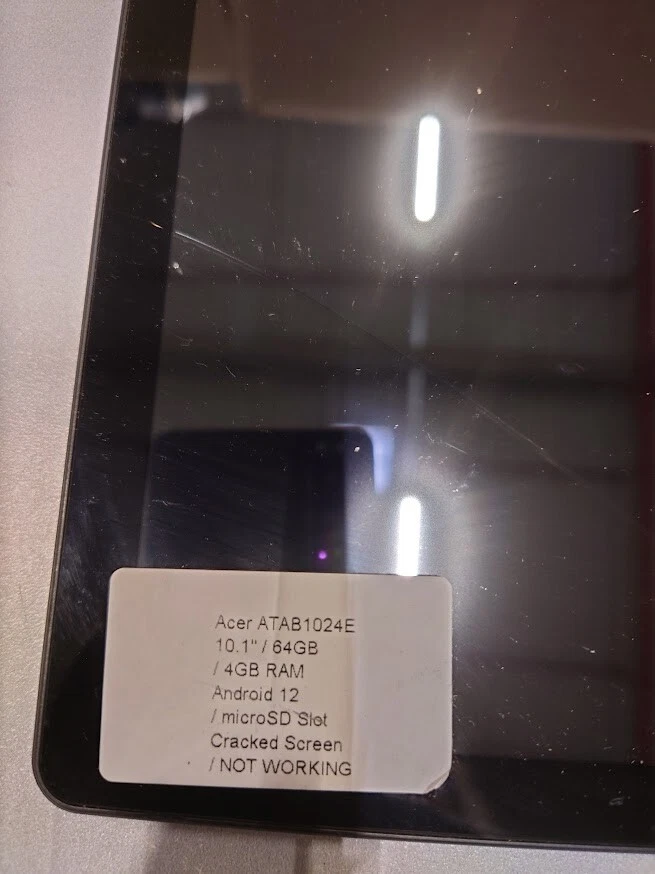 Acer ATAB1024E
10.1" / 64GB
/ 4GB RAM
Android 12
/ microSD Slot
Cracked Screen
/ NOT WORKING